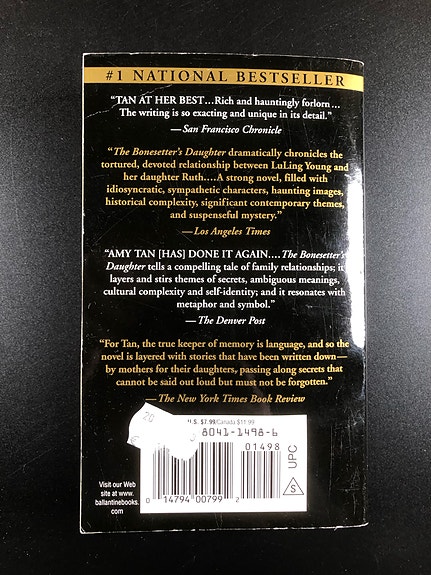 #1 NATIONAL BESTSELLER
“TAN AT HER BEST...Rich and hauntingly forlorn...
The writing is so exacting and unique in its detail.”
—San Francisco Chronicle
“The Bonesetter's Daughter dramatically chronicles the
tortured, devoted relationship between LuLing Young and
her daughter Ruth....A strong novel, filled with
idiosyncratic, sympathetic characters, haunting images,
historical complexity, significant contemporary themes,
and suspenseful mystery.”
—Los Angeles Times
“AMY TAN [HAS] DONE IT AGAIN....The Bonesetter's
Daughter tells a compelling tale of family relationships; it
layers and stirs themes of secrets, ambiguous meanings,
cultural complexity and self-identity; and it resonates with
metaphor and symbol.”
—The Denver Post
“For Tan, the true keeper of memory is language, and so
the novel is layered with stories that have been written down—
by mothers for their daughters, passing along secrets that
cannot be said out loud but must not be forgotten.”
—The New York Times Book Review
U.S. $7.99/Canada $11.99
8041-1498-6
01498
UPC
S
Visit our Web
site at www.
ballantinebooks.
com
0 14794 00799 2